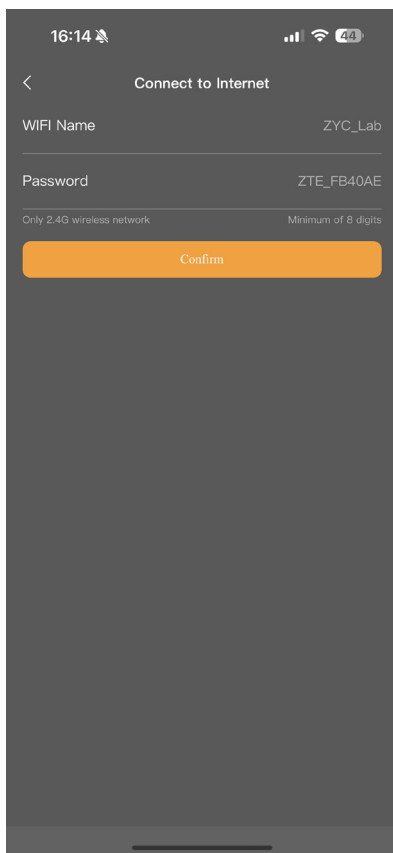 16:14 44
Connect to Internet
WIFI Name ZYC_Lab
Password ZTE_FB40AE
Only 2.4G wireless network Minimum of 8 digits
Confirm